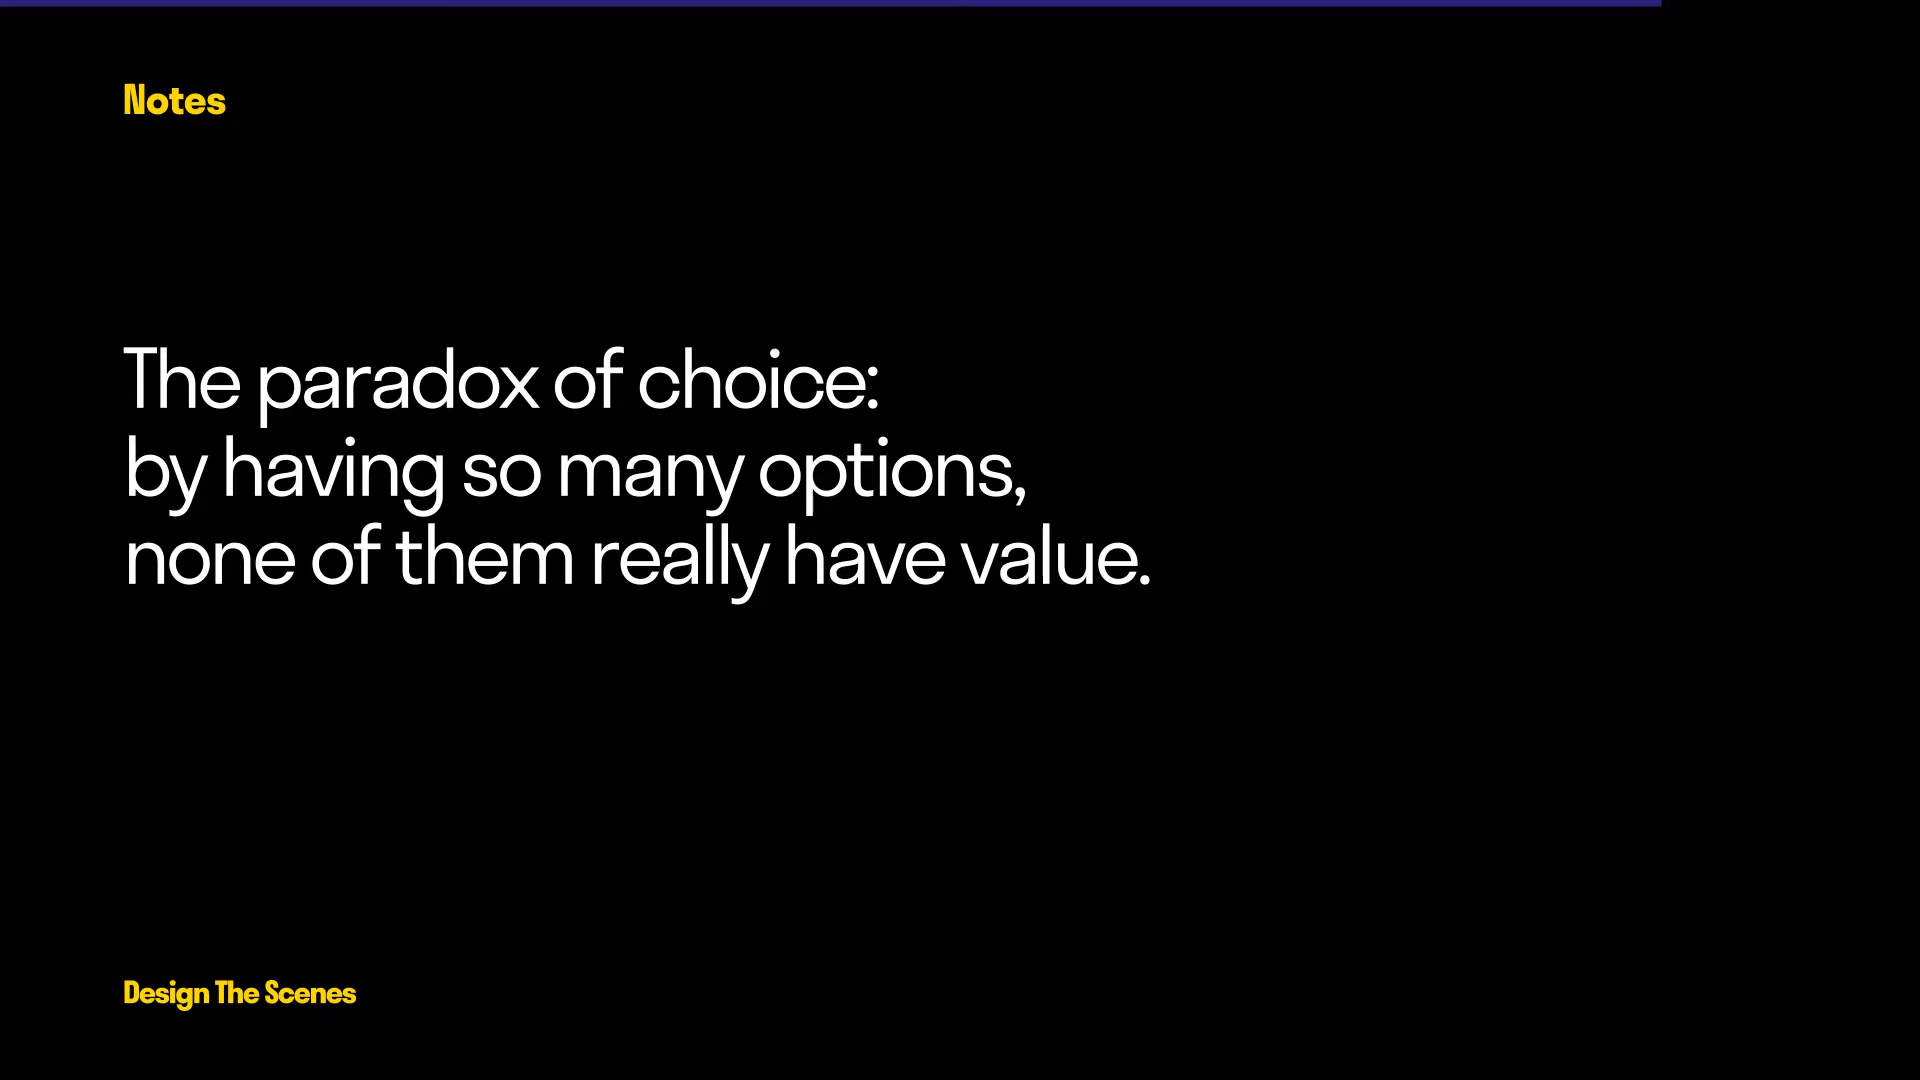 Notes
The paradox of choice:
by having so many options,
none of them really have value.
Design The Scenes